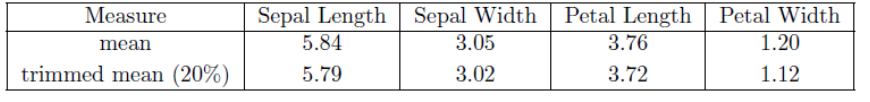 Measure Sepal Length Sepal Width Petal Length Petal Width
mean 5.84 3.05 3.76 1.20
trimmed mean (20%) 5.79 3.02 3.72 1.12